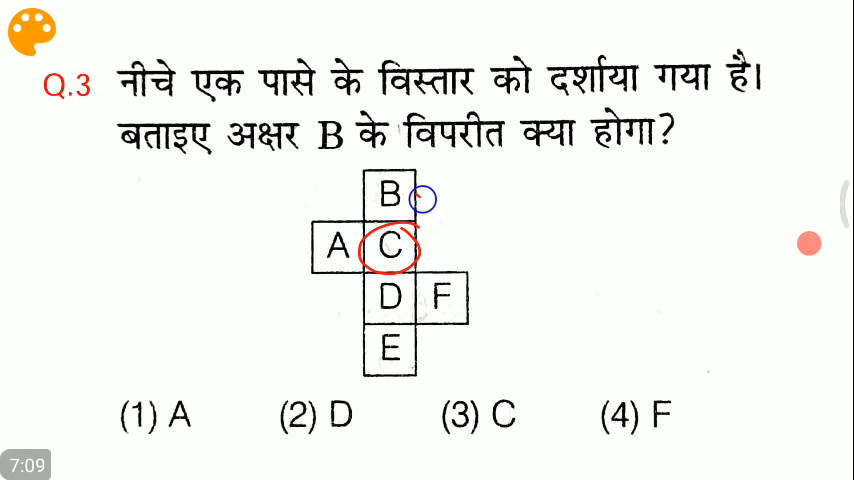 Q.3 नीचे एक पासे के विस्तार को दर्शाया गया है।
बताइए अक्षर B के विपरीत क्या होगा?
B
A C
D F
E
(1) A (2) D (3) C (4) F
7:09